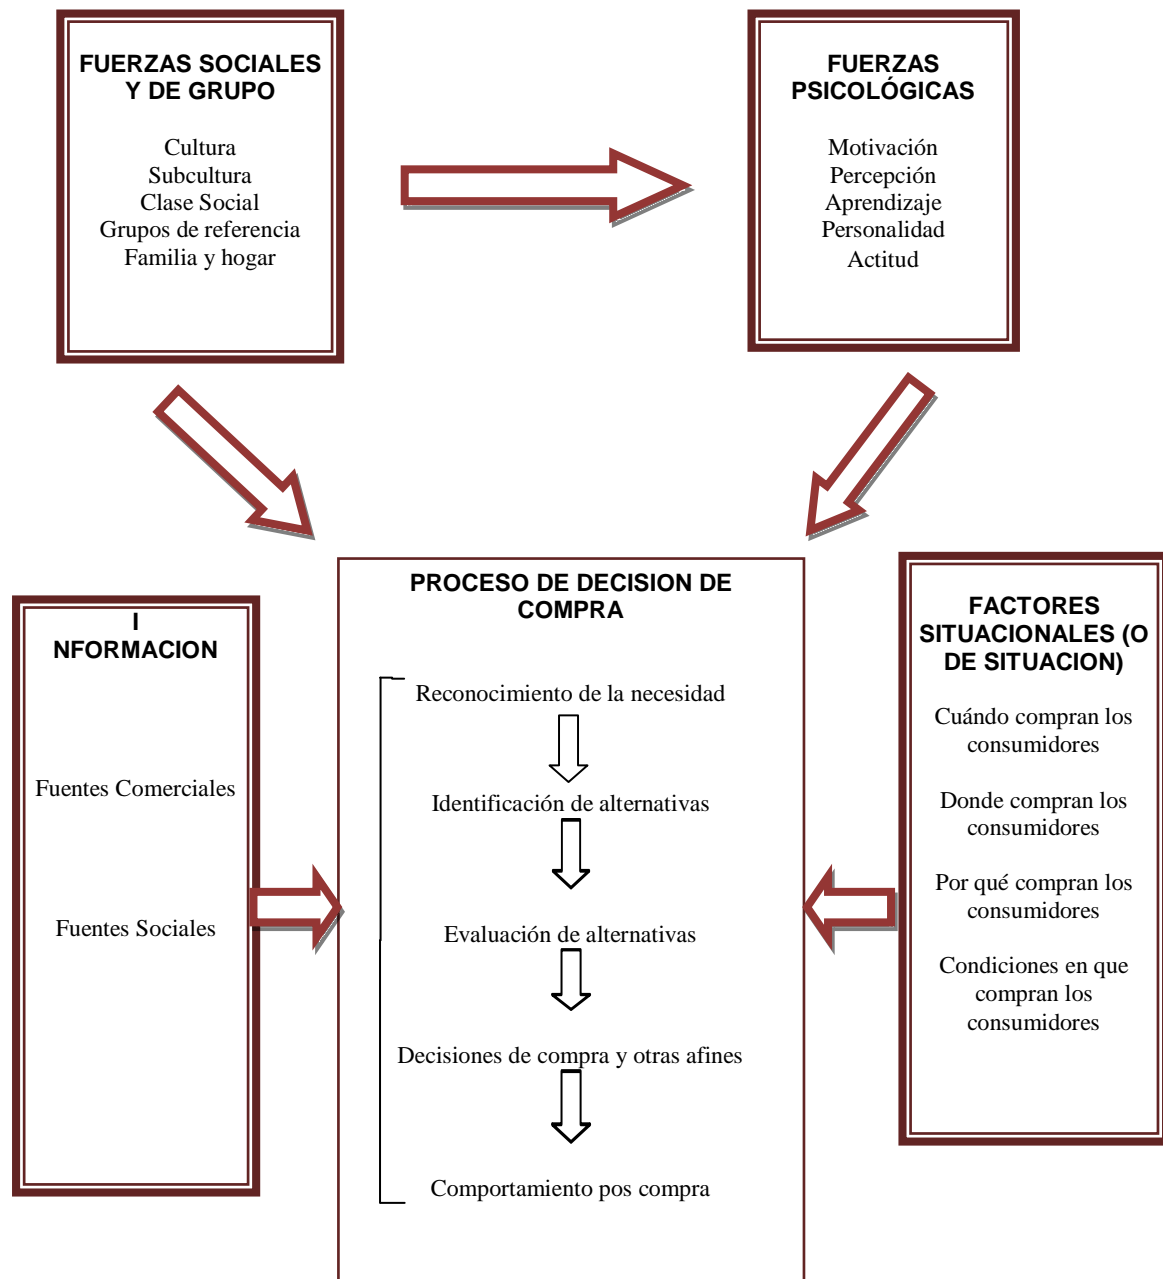 FUERZAS SOCIALES
Y DE GRUPO
Cultura
Subcultura
Clase Social
Grupos de referencia
Familia y hogar
FUERZAS
PSICOLÓGICAS
Motivación
Percepción
Aprendizaje
Personalidad
Actitud
I
NFORMACION
Fuentes Comerciales
Fuentes Sociales
PROCESO DE DECISION DE
COMPRA
Reconocimiento de la necesidad
Identificación de alternativas
Evaluación de alternativas
Decisiones de compra y otras afines
Comportamiento pos compra
FACTORES
SITUACIONALES (O
DE SITUACION)
Cuándo compran los
consumidores
Donde compran los
consumidores
Por qué compran los
consumidores
Condiciones en que
compran los
consumidores